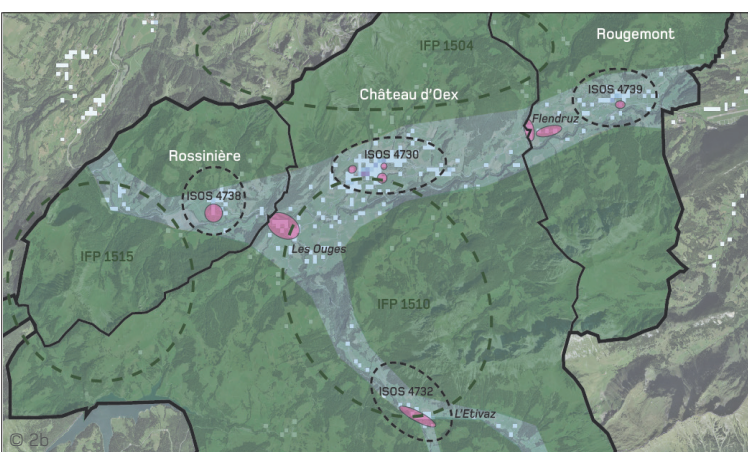 Rougemont
IFP 1504
ISOS 4739
Château d'Oex
Flendruz
ISOS 4730
Rossinière
ISOS 4738
Les Ouges
IFP 1515
IFP 1510
ISOS 4732
L'Etivaz
© 2b